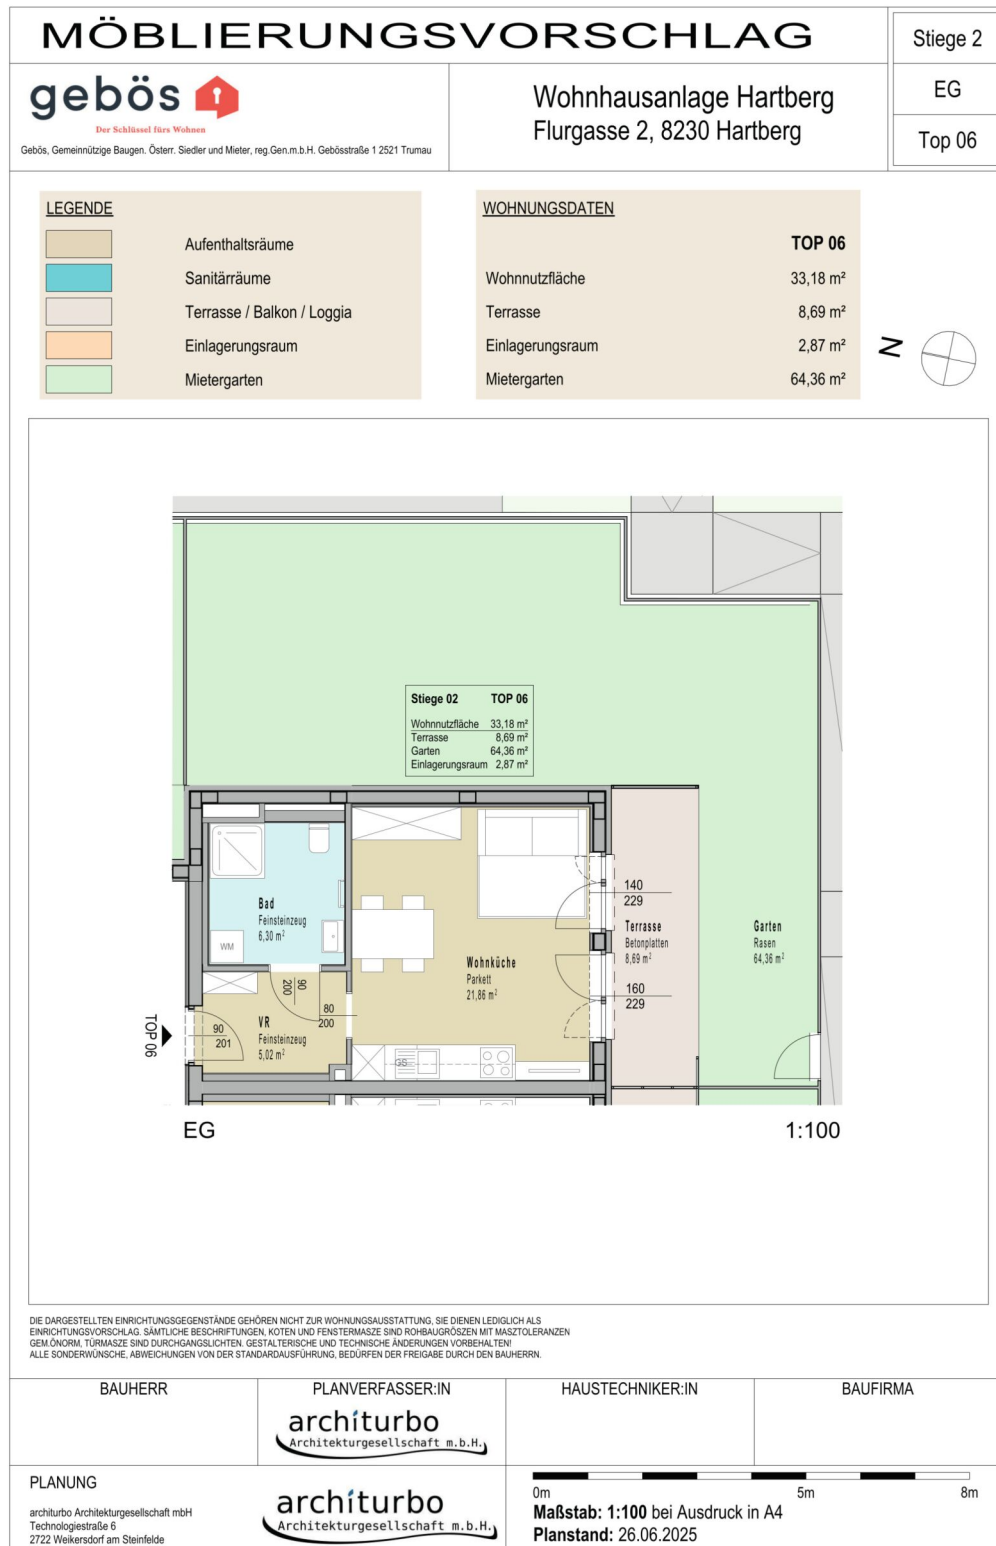 MÖBLIERUNGSVORSCHLAG
Stiege 2
EG
Top 06
gebös
Der Schlüssel fürs Wohnen
Gebös, Gemeinnützige Baugen. Österr. Siedler und Mieter, reg.Gen.m.b.H. Gebösstraße 1 2521 Trumau
Wohnhausanlage Hartberg
Flurgasse 2, 8230 Hartberg
LEGENDE
Aufenthaltsräume
Sanitärräume
Terrasse / Balkon / Loggia
Einlagerungsraum
Mietergarten
WOHNUNGSDATEN
TOP 06
Wohnnutzfläche 33,18 m²
Terrasse 8,69 m²
Einlagerungsraum 2,87 m²
Mietergarten 64,36 m²
N
Stiege 02 TOP 06
Wohnnutzfläche 33,18 m²
Terrasse 8,69 m²
Garten 64,36 m²
Einlagerungsraum 2,87 m²
Bad
Feinsteinzeug
6,30 m²
WM
90
200
VR
Feinsteinzeug
5,02 m²
80
200
90
201
TOP 06
Wohnküche
Parkett
21,86 m²
GS
140
229
160
229
Terrasse
Betonplatten
8,69 m²
Garten
Rasen
64,36 m²
EG
1:100
DIE DARGESTELLTEN EINRICHTUNGSGEGENSTÄNDE GEHÖREN NICHT ZUR WOHNUNGSAUSSTATTUNG, SIE DIENEN LEDIGLICH ALS
EINRICHTUNGSVORSCHLAG. SÄMTLICHE BESCHRIFTUNGEN, KOTEN UND FENSTERMASZE SIND ROHBAUGRÖSZEN MIT MASZTOLERANZEN
GEM.ÖNORM, TÜRMASZE SIND DURCHGANGSLICHTEN. GESTALTERISCHE UND TECHNISCHE ÄNDERUNGEN VORBEHALTEN!
ALLE SONDERWÜNSCHE, ABWEICHUNGEN VON DER STANDARDAUSFÜHRUNG, BEDÜRFEN DER FREIGABE DURCH DEN BAUHERRN.
BAUHERR
PLANVERFASSER:IN
architurbo
Architekturgesellschaft m.b.H.
HAUSTECHNIKER:IN
BAUFIRMA
PLANUNG
architurbo Architekturgesellschaft mbH
Technologiestraße 6
2722 Weikersdorf am Steinfelde
architurbo
Architekturgesellschaft m.b.H.
0m 5m 8m
Maßstab: 1:100 bei Ausdruck in A4
Planstand: 26.06.2025